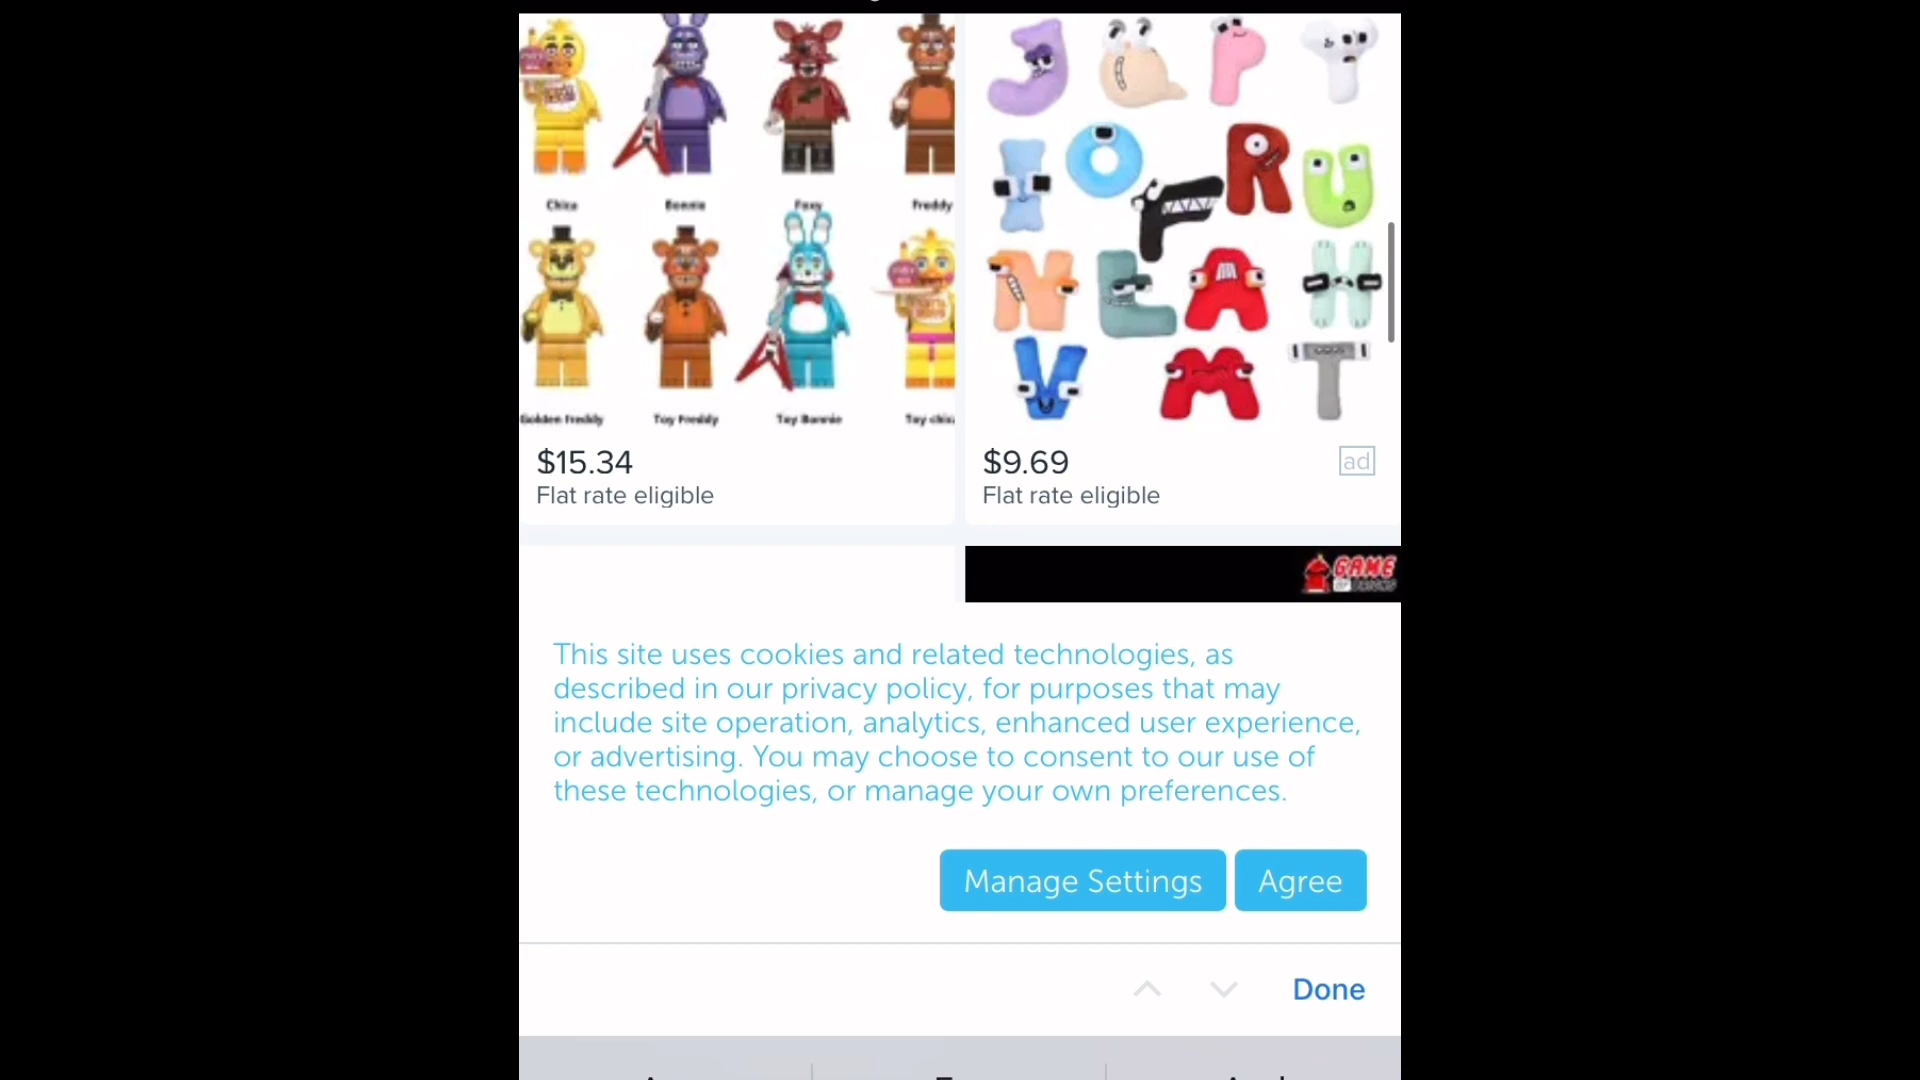 Chica Bonnie Foxy Freddy
Golden Freddy Toy Freddy Toy Bonnie Toy chic
$15.34
Flat rate eligible
$9.69
ad
Flat rate eligible
GAME
This site uses cookies and related technologies, as
described in our privacy policy, for purposes that may
include site operation, analytics, enhanced user experience,
or advertising. You may choose to consent to our use of
these technologies, or manage your own preferences.
Manage Settings Agree
Done